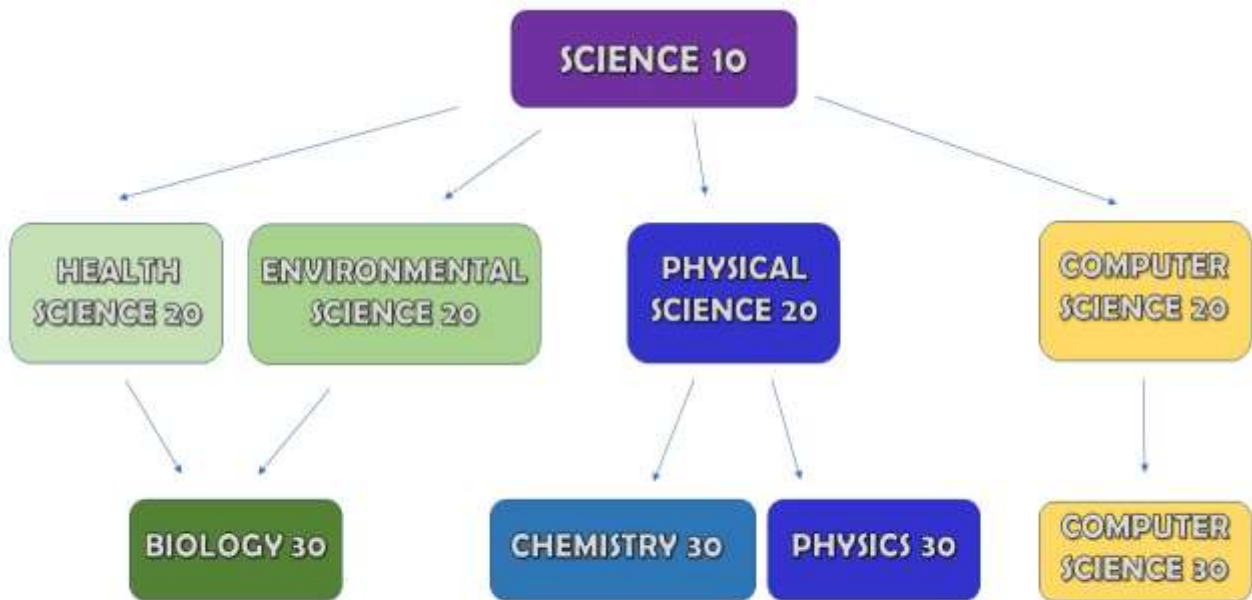 SCIENCE 10
HEALTH
SCIENCE 20
ENVIRONMENTAL
SCIENCE 20
PHYSICAL
SCIENCE 20
COMPUTER
SCIENCE 20
BIOLOGY 30
CHEMISTRY 30
PHYSICS 30
COMPUTER
SCIENCE 30